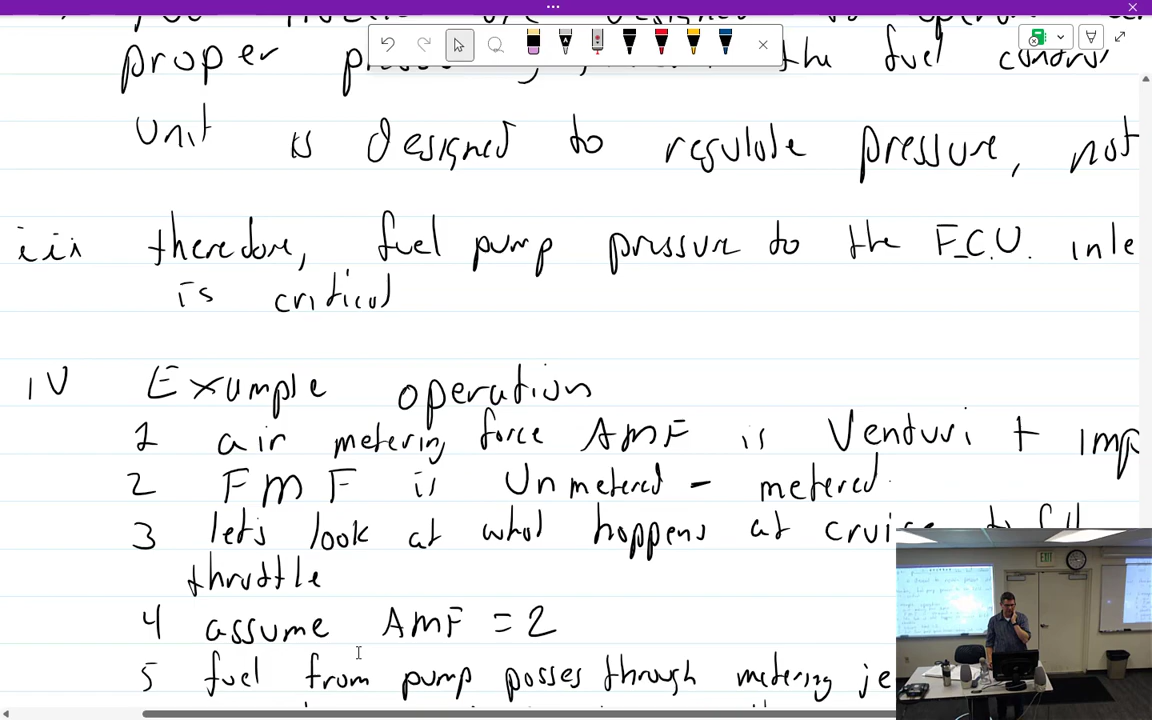 proper the fuel control
Unit is designed to regulate pressure, not
iii therefore, fuel pump pressure to the F.C.U. inle
is critical
iv Example operation
1 air metering force AMF is Venturi + imp
2 FMF is Unmetered - metered
3 let's look at what happens at cruise
throttle
4 assume AMF = 2
5 fuel from pump passes through metering je
EXIT